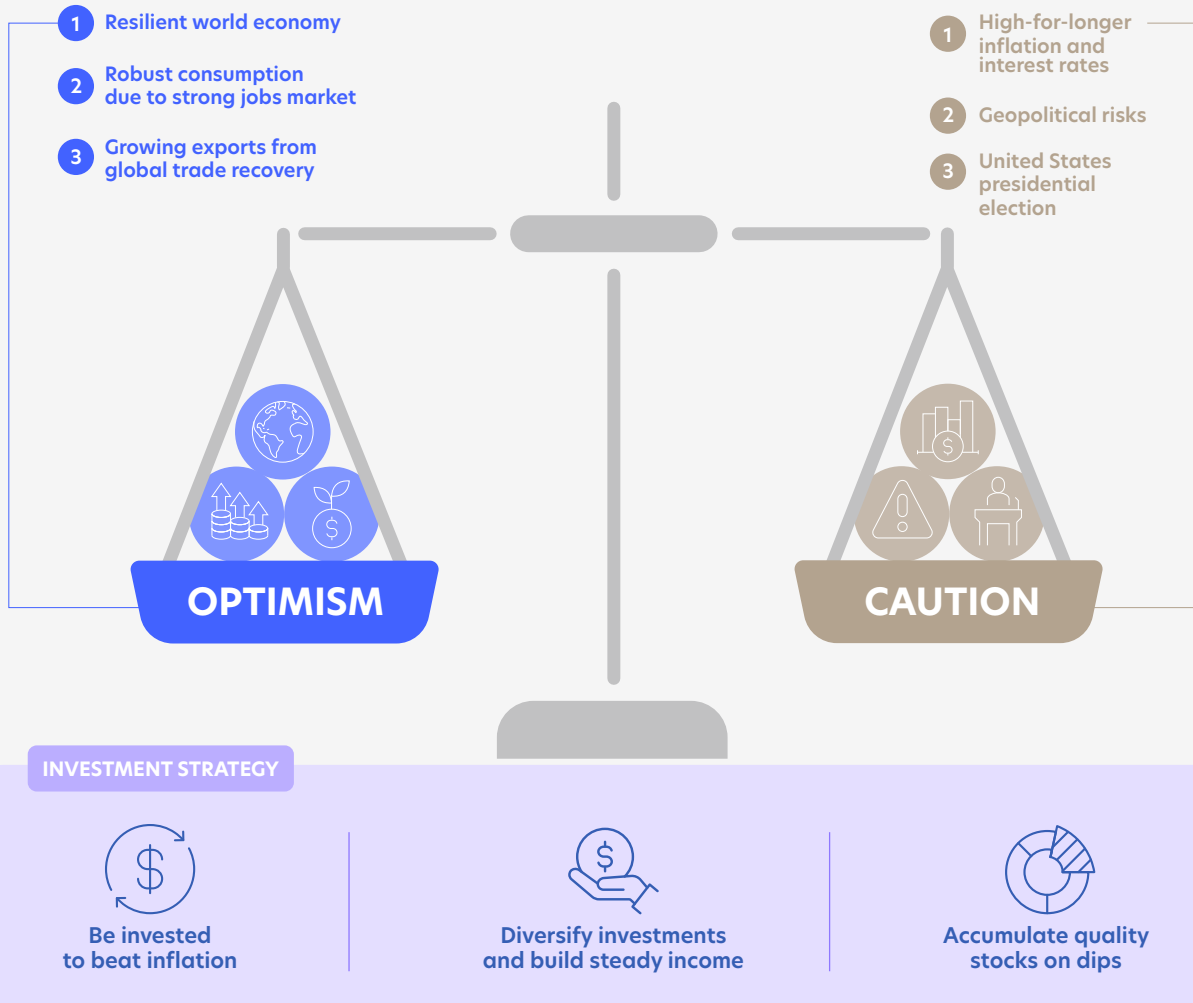 1
Resilient world economy
2
Robust consumption
due to strong jobs market
3
Growing exports from
global trade recovery
1
High-for-longer
inflation and
interest rates
2
Geopolitical risks
3
United States
presidential
election
$
$
$
OPTIMISM
CAUTION
INVESTMENT STRATEGY
$
Be invested
to beat inflation
$
Diversify investments
and build steady income
Accumulate quality
stocks on dips